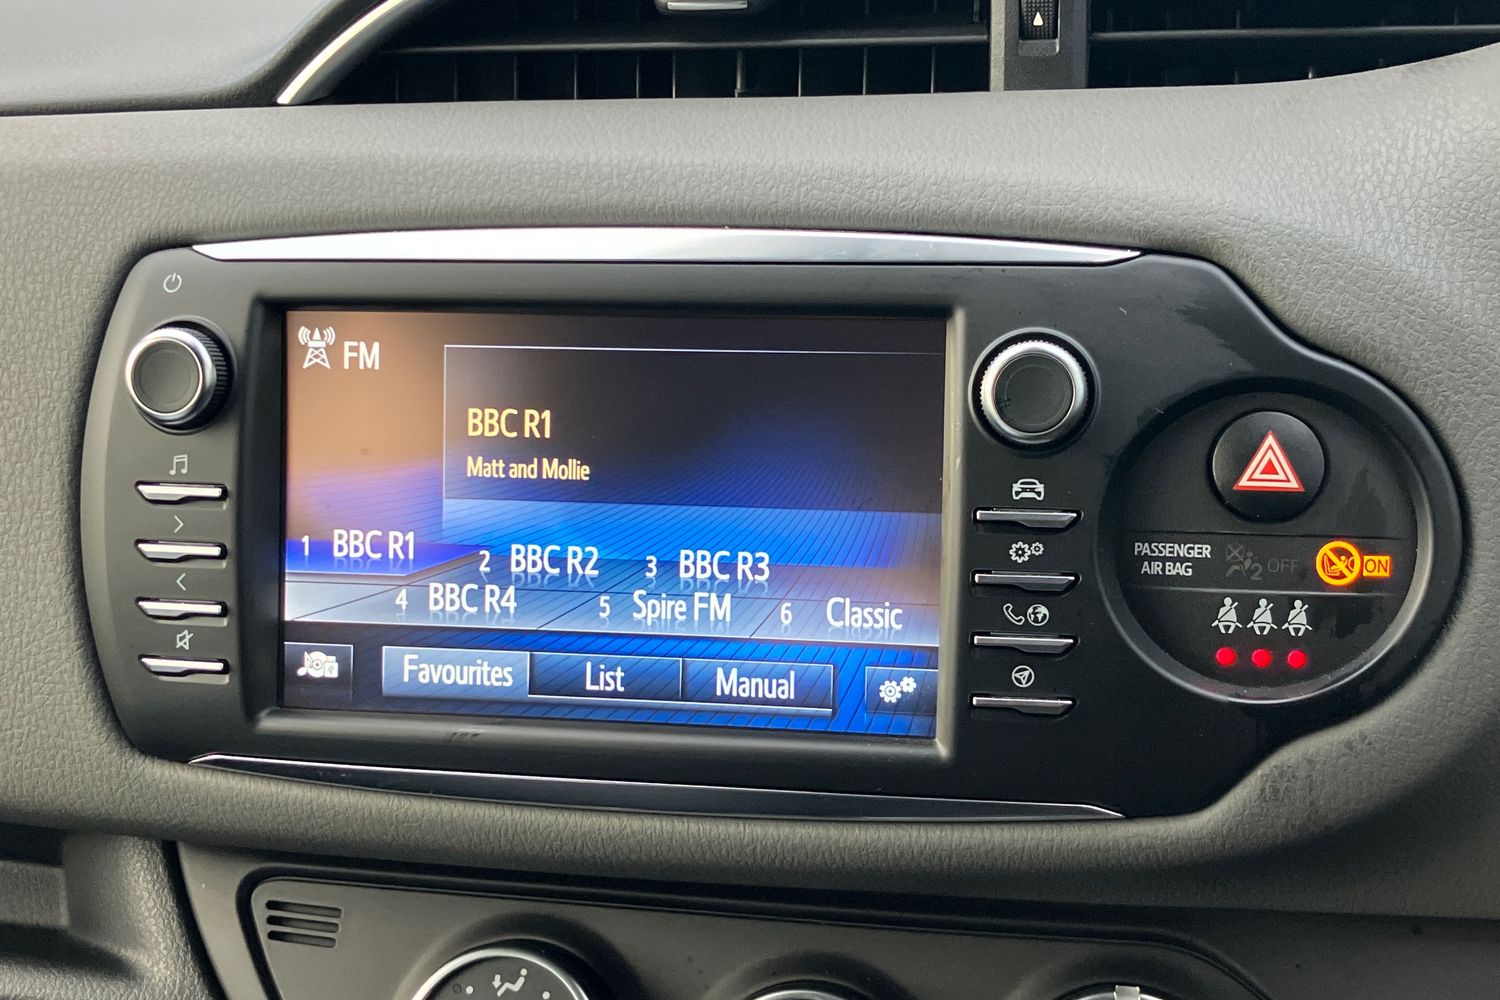 FM
BBC R1
Matt and Mollie
1 BBC R1
2 BBC R2
3 BBC R3
4 BBC R4
5 Spire FM
6 Classic
Favourites
List
Manual
PASSENGER
AIR BAG
2 OFF
ON